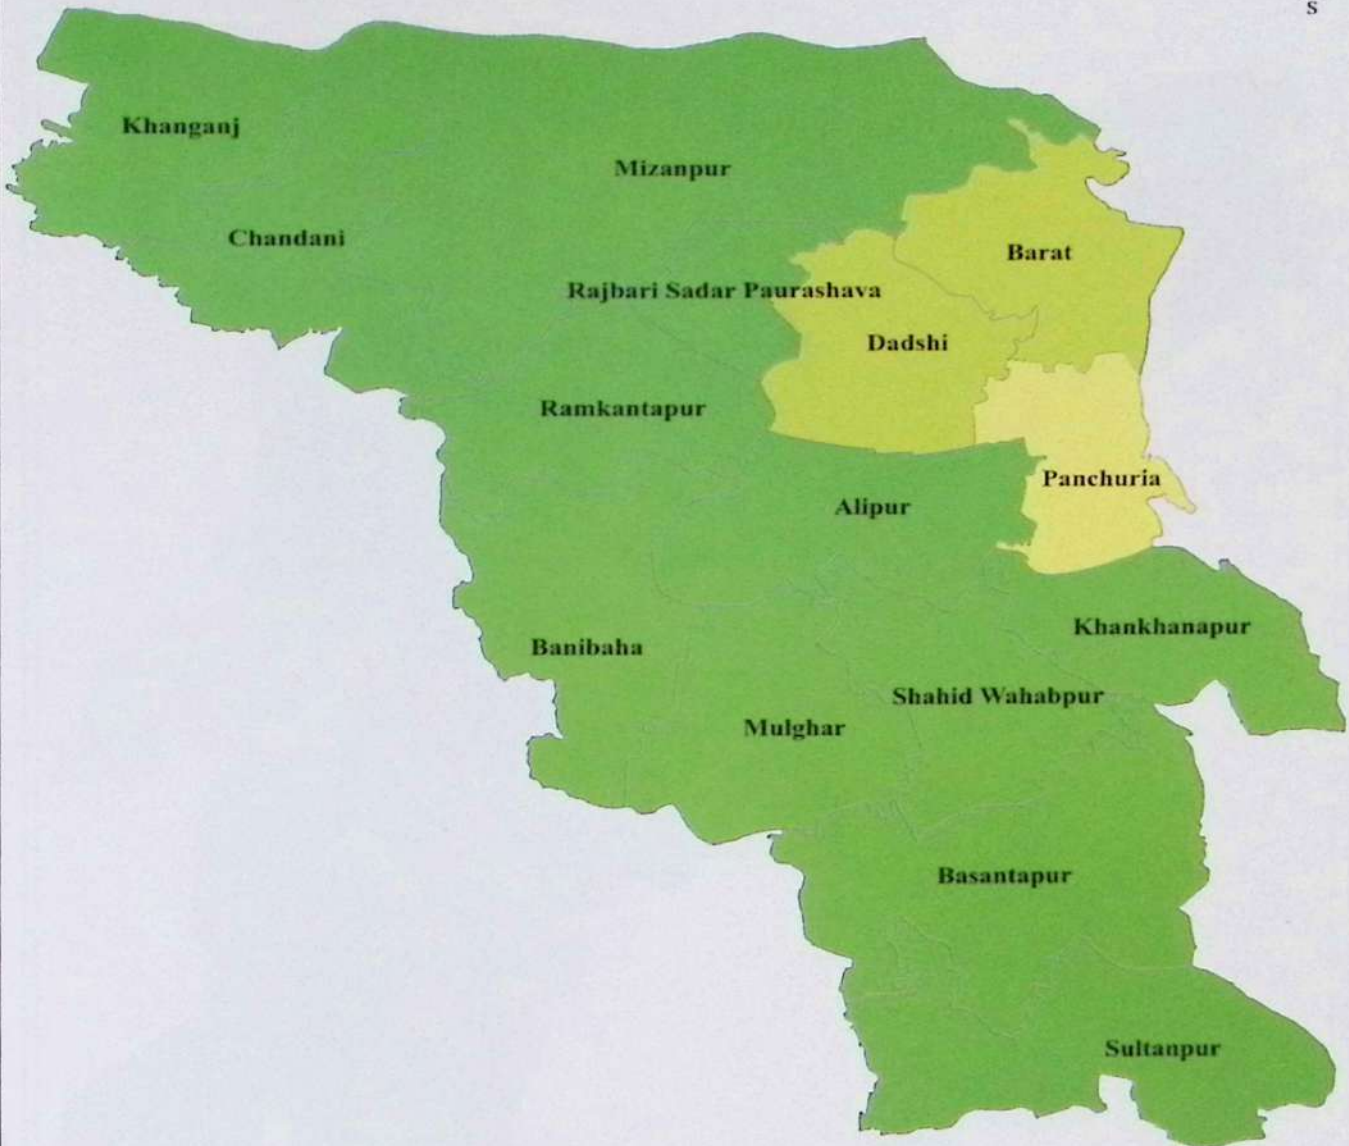 S
Khanganj
Mizanpur
Chandani
Barat
Rajbari Sadar Paurashava
Dadshi
Ramkantapur
Panchuria
Alipur
Khankhanapur
Banibaha
Shahid Wahabpur
Mulghar
Basantapur
Sultanpur